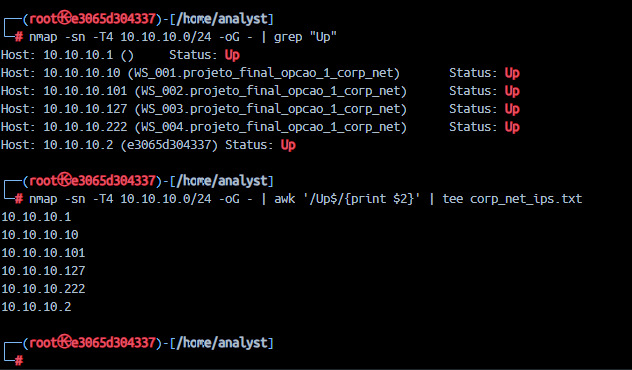 ┌──(root㉿e3065d304337)-[/home/analyst]
└─# nmap -sn -T4 10.10.10.0/24 -oG - | grep "Up"
Host: 10.10.10.1 () Status: Up
Host: 10.10.10.10 (WS_001.projeto_final_opcao_1_corp_net) Status: Up
Host: 10.10.10.101 (WS_002.projeto_final_opcao_1_corp_net) Status: Up
Host: 10.10.10.127 (WS_003.projeto_final_opcao_1_corp_net) Status: Up
Host: 10.10.10.222 (WS_004.projeto_final_opcao_1_corp_net) Status: Up
Host: 10.10.10.2 (e3065d304337) Status: Up
┌──(root㉿e3065d304337)-[/home/analyst]
└─# nmap -sn -T4 10.10.10.0/24 -oG - | awk '/Up$/{print $2}' | tee corp_net_ips.txt
10.10.10.1
10.10.10.10
10.10.10.101
10.10.10.127
10.10.10.222
10.10.10.2
┌──(root㉿e3065d304337)-[/home/analyst]
└─#